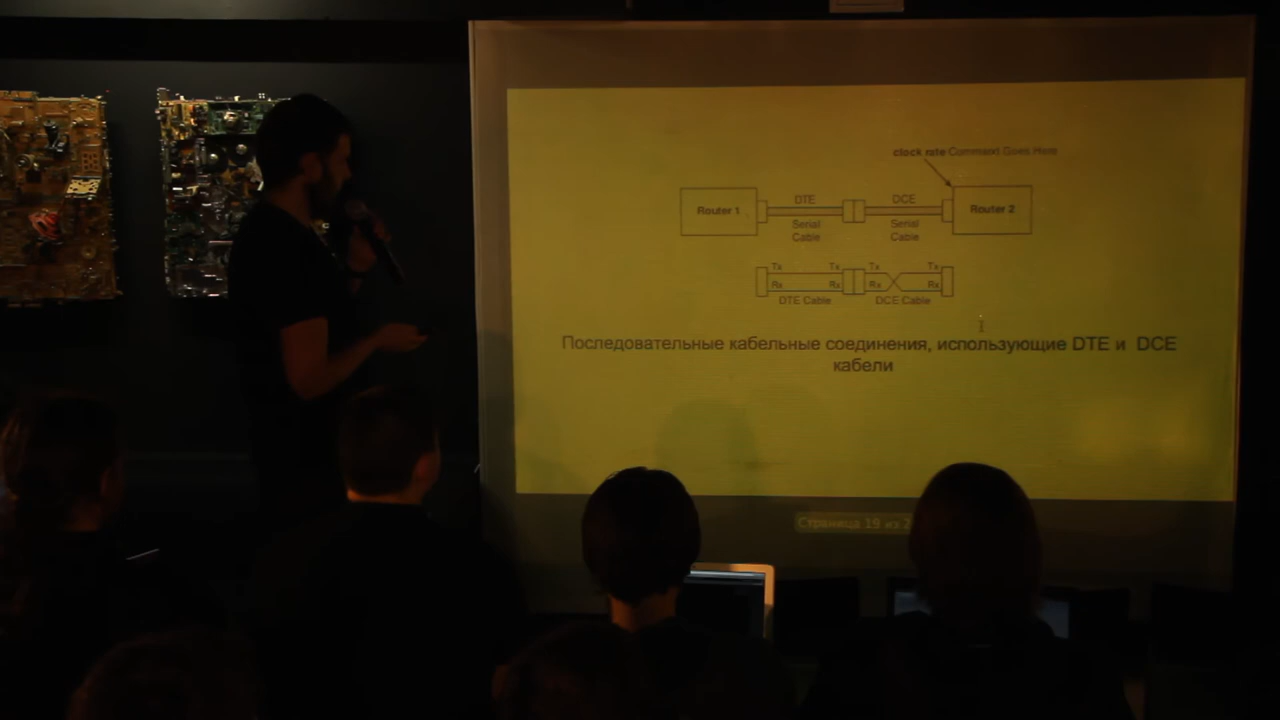 clock rate Command Goes Here
Router 1
DTE
DCE
Router 2
Serial
Cable
Serial
Cable
Tx
Tx
Tx
Tx
Rx
Rx
Rx
Rx
DTE Cable
DCE Cable
Последовательные кабельные соединения, использующие DTE и DCE
кабели
Страница 19 из